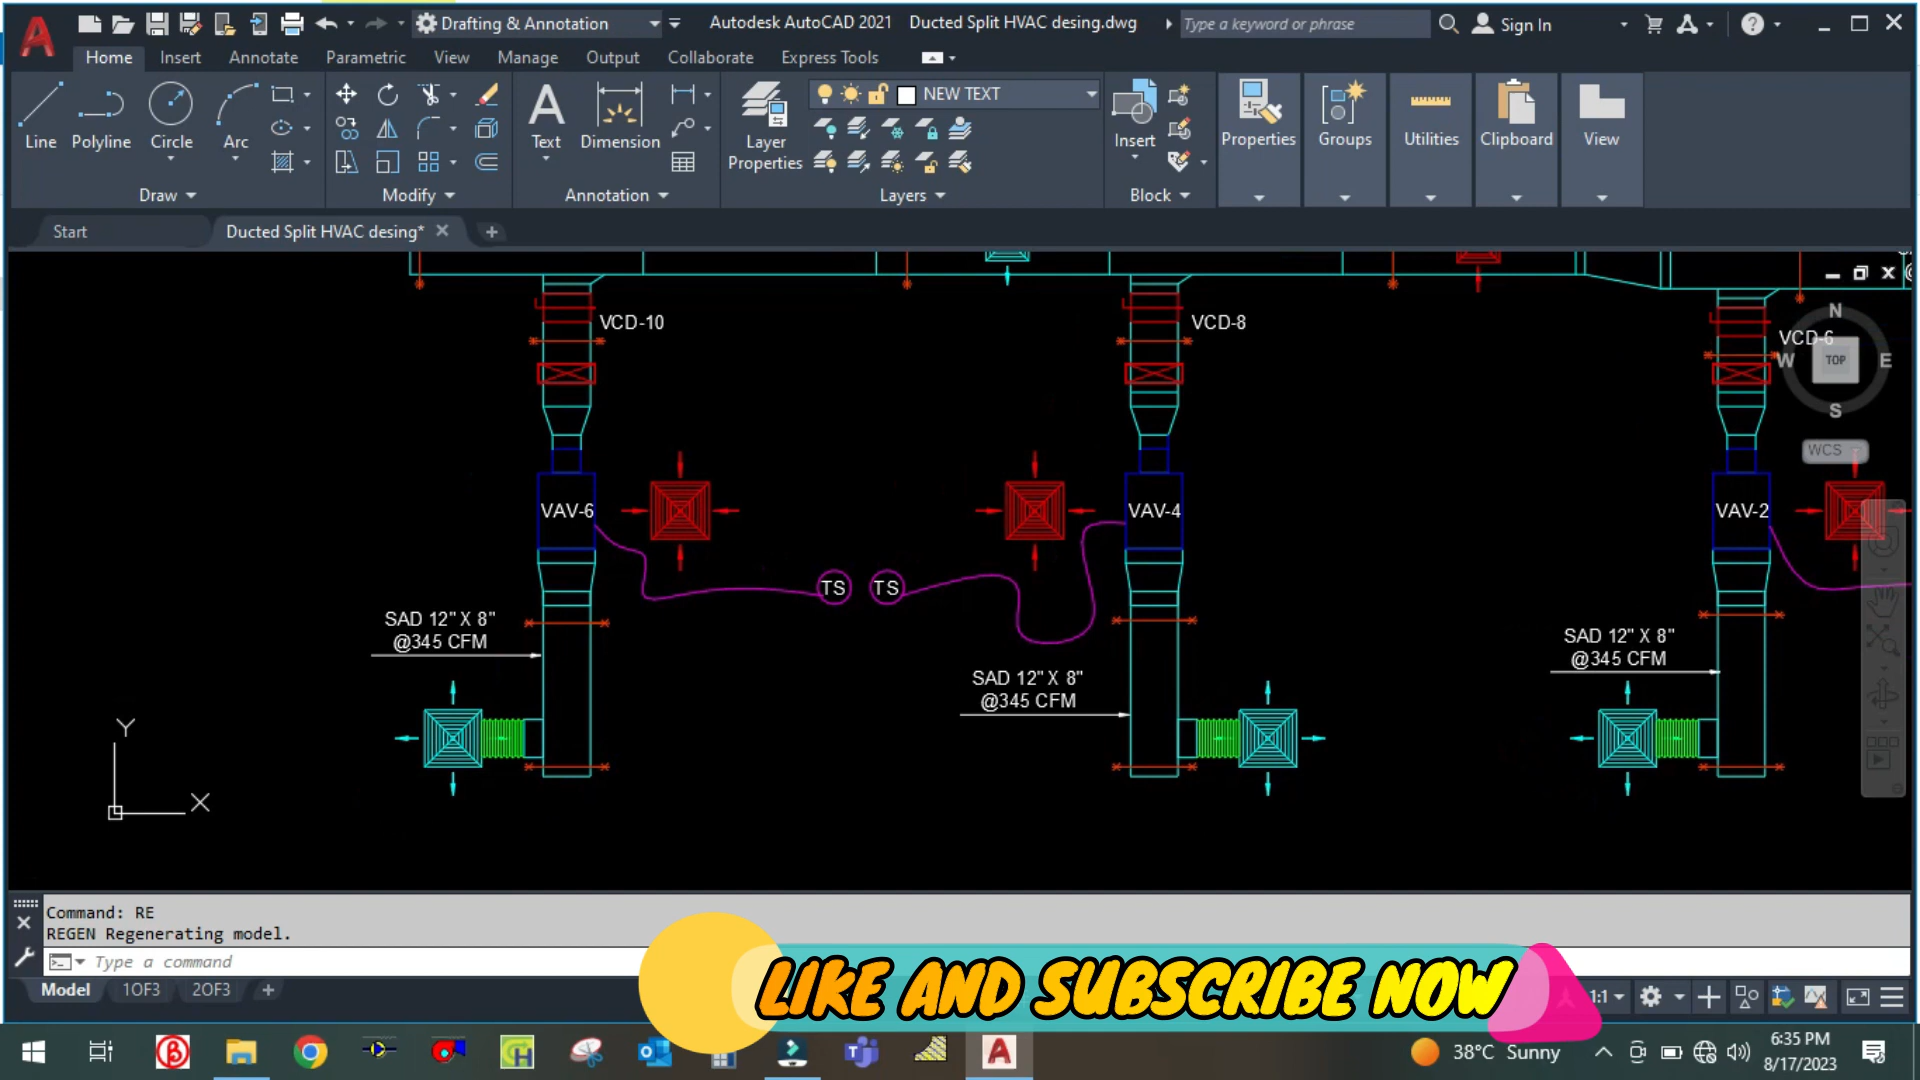 Drafting & Annotation
Autodesk AutoCAD 2021
Ducted Split HVAC desing.dwg
Type a keyword or phrase
Sign In
Home
Insert
Annotate
Parametric
View
Manage
Output
Collaborate
Express Tools
NEW TEXT
Line
Polyline
Circle
Arc
Text
Dimension
Layer
Properties
Insert
Properties
Groups
Utilities
Clipboard
View
Draw
Modify
Annotation
Layers
Block
Start
Ducted Split HVAC desing*
VCD-10
VCD-8
VCD-6
N
W
TOP
E
S
WCS
VAV-6
VAV-4
VAV-2
TS
TS
SAD 12" X 8"
@345 CFM
SAD 12" X 8"
@345 CFM
SAD 12" X 8"
@345 CFM
Y
X
Command: RE
REGEN Regenerating model.
Type a command
LIKE AND SUBSCRIBE NOW
Model
1OF3
2OF3
1:1
38°C Sunny
6:35 PM
8/17/2023